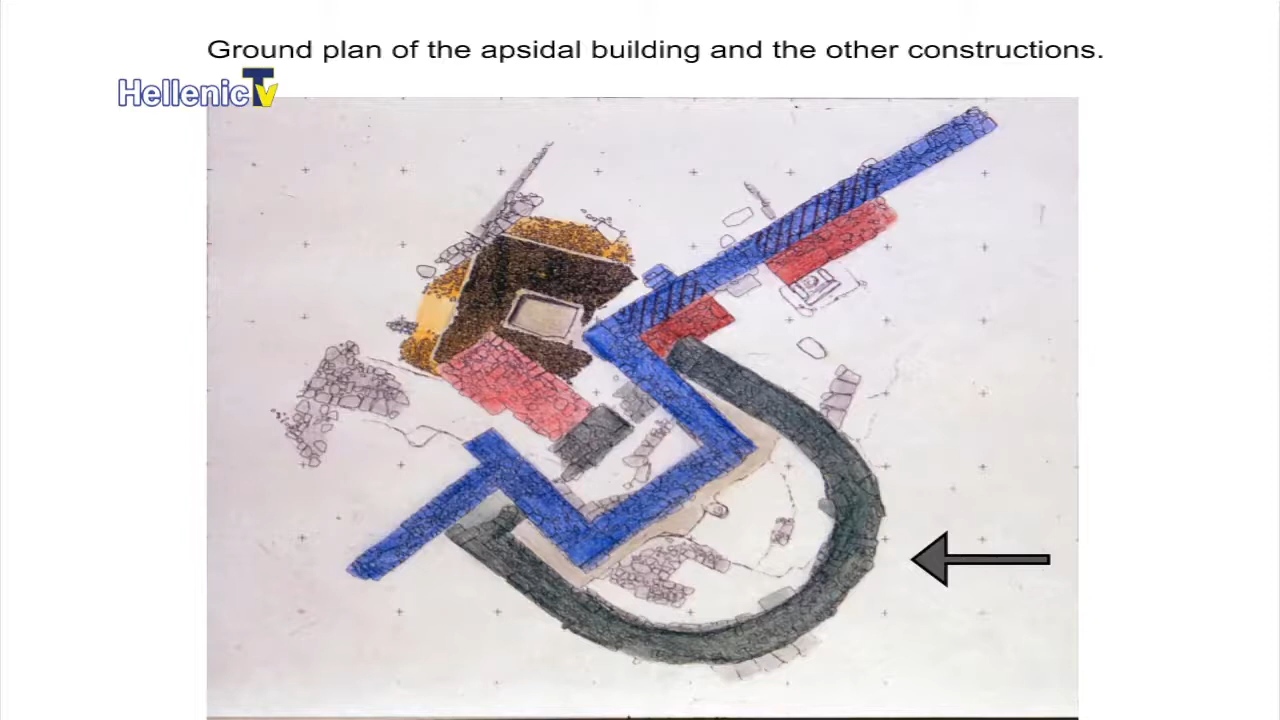 Ground plan of the apsidal building and the other constructions.
HellenicTv